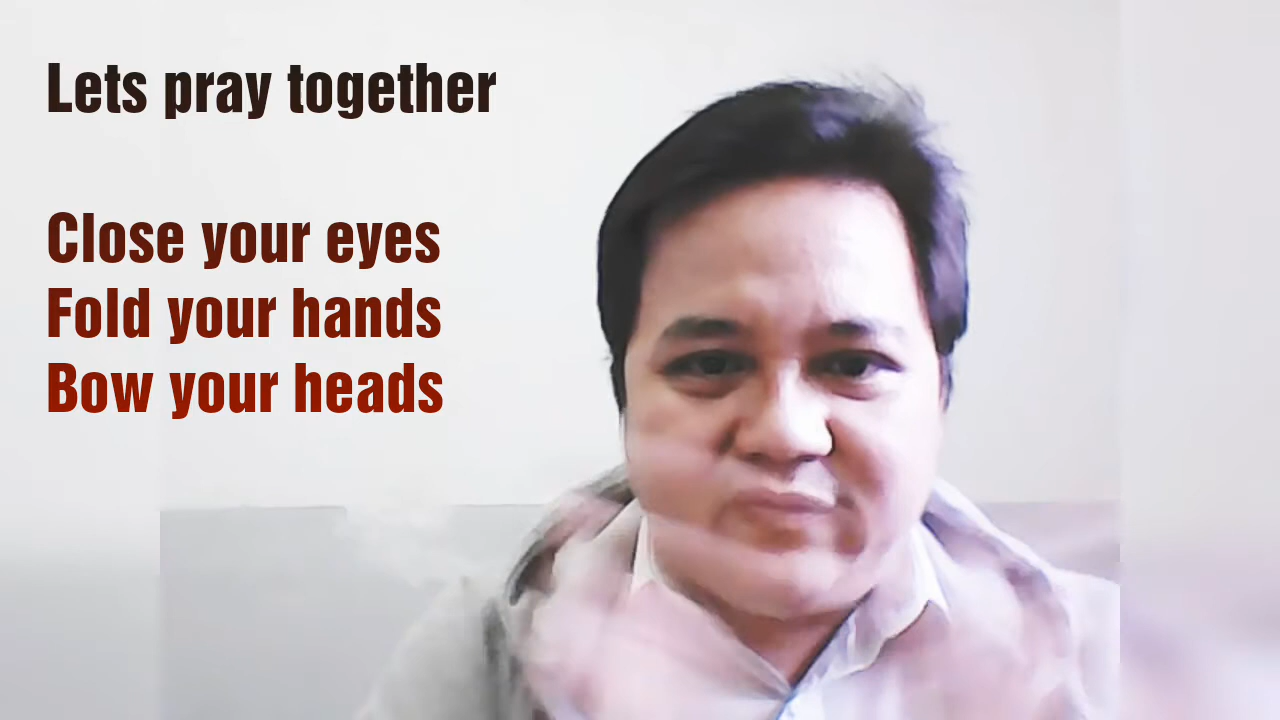 Lets pray together
Close your eyes
Fold your hands
Bow your heads